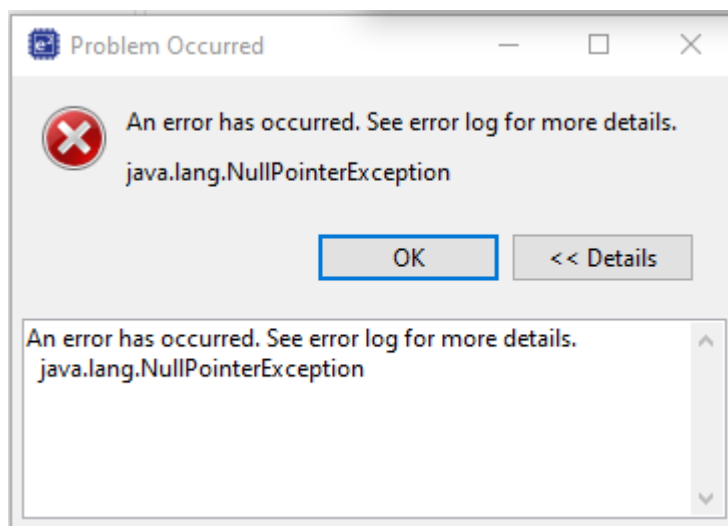 e²
Problem Occurred
An error has occurred. See error log for more details.
java.lang.NullPointerException
OK
<< Details
An error has occurred. See error log for more details.
java.lang.NullPointerException